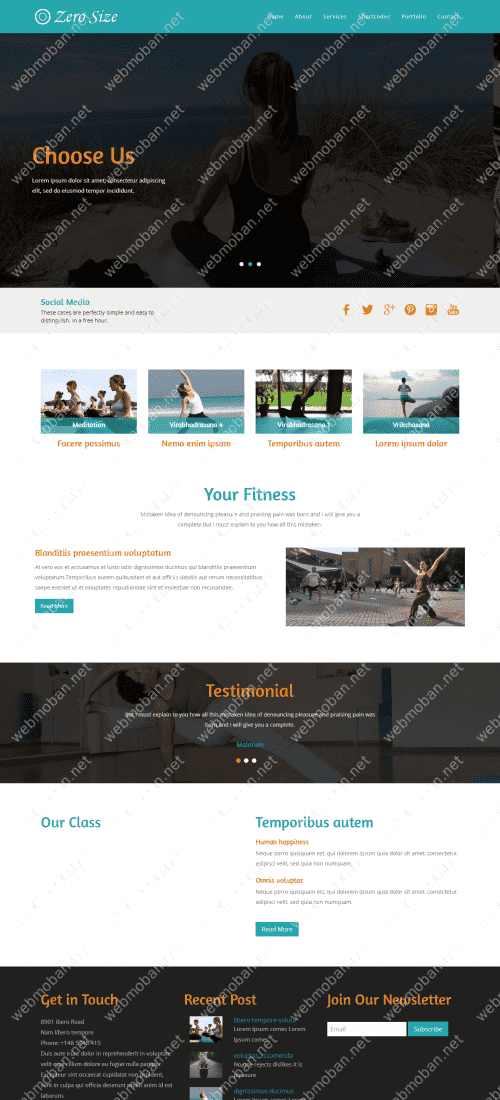 Zero Size
Home About Services Shortcodes Portfolio Contact
Choose Us
Lorem ipsum dolor sit amet, consectetur adipiscing
elit, sed do eiusmod tempor incididunt.
Social Media
These cases are perfectly simple and easy to
distinguish. In a free hour.
Meditation
Virabhadrasana 4
Virabhadrasana 1
Vrikshasana
Facere possimus
Nemo enim ipsam
Temporibus autem
Lorem ipsum dolor
Your Fitness
Mistaken idea of denouncing pleasure and praising pain was born and I will give you a
complete.But I must explain to you how all this mistaken.
Blanditiis praesentium voluptatum
At vero eos et accusamus et iusto odio dignissimos ducimus qui blanditiis praesentium
voluptatum.Temporibus autem quibusdam et aut officiis debitis aut rerum necessitatibus
saepe eveniet ut et voluptates repudiandae sint et molestiae non recusandae.
Read More
Testimonial
But I must explain to you how all this mistaken idea of denouncing pleasure and praising pain was
born and I will give you a complete.
Malorum
Our Class
Temporibus autem
Human happiness
Neque porro quisquam est, qui dolorem ipsum quia dolor sit amet, consectetur,
adipisci velit, sed quia non numquam.
Omnis voluptas
Neque porro quisquam est, qui dolorem ipsum quia dolor sit amet, consectetur,
adipisci velit, sed quia non numquam.
Read More
Get in Touch
8901 Ibero Road
Nam libero tempore
Duis aute irure dolor in reprehenderit in voluptate
velit esse cillum dolore eu fugiat nulla pariatur.
Excepteur sint occaecat cupidatat non proident,
sunt in culpa qui officia deserunt mollit anim id est
laborum.
Recent Post
libero tempore soluta
Lorem Ipsum comes Lorem
Ipsum comes
voluptas assumenda
No one rejects dislikes it is
pleasure
dignissimos ducimus
Lorem Ipsum comes Lorem
Join Our Newsletter
Email
Subscribe
webmoban.net